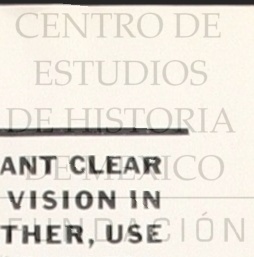 CENTRO DE
ESTUDIOS
DE HISTORIA
ANT CLEAR
DE MÉXICO
VISION IN
FUNDACIÓN
THER, USE